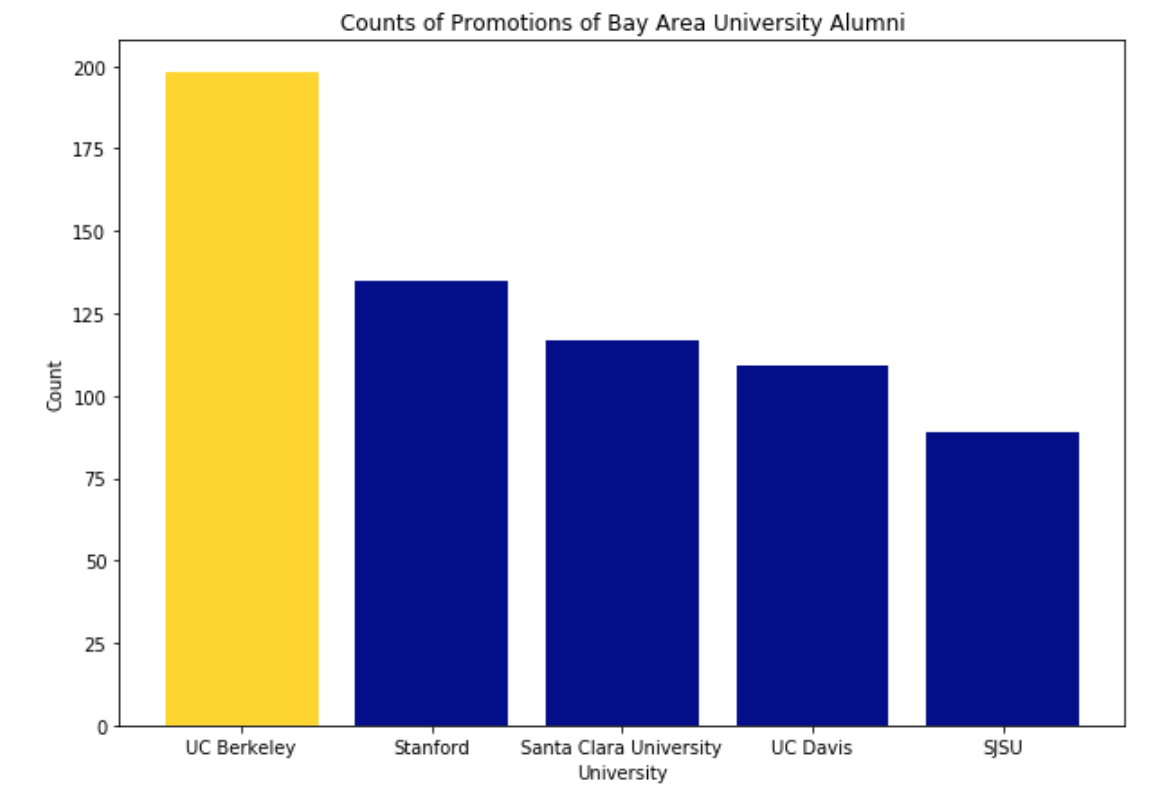 Counts of Promotions of Bay Area University Alumni
200
175
150
125
100
75
50
25
0
Count
UC Berkeley
Stanford
Santa Clara University
UC Davis
SJSU
University